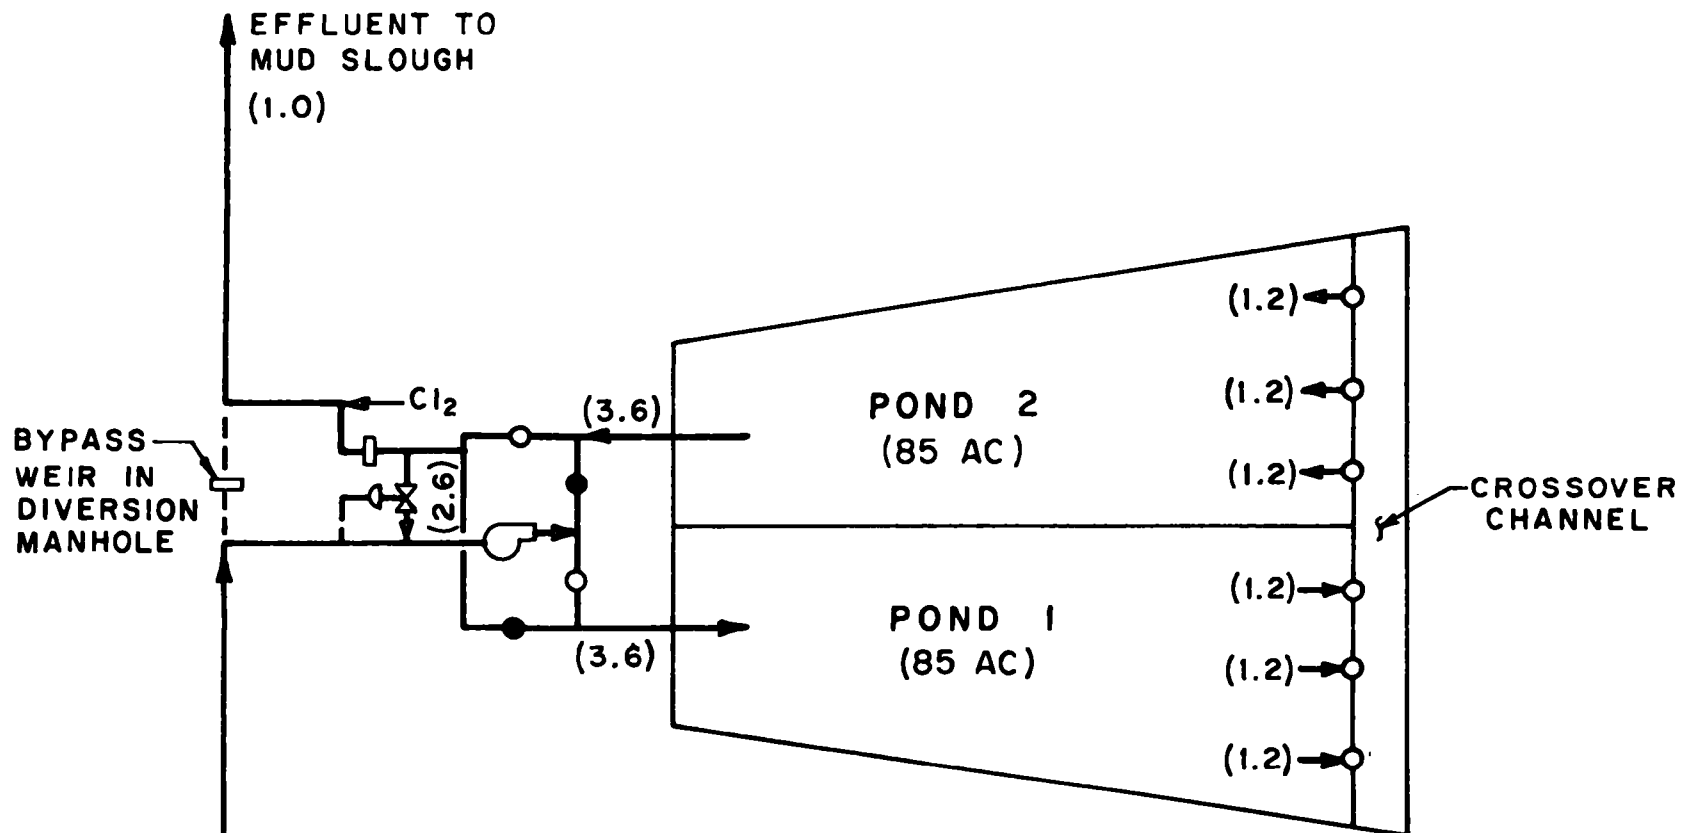 EFFLUENT TO
MUD SLOUGH
(1.0)
Cl2
(3.6)
BYPASS
WEIR IN
DIVERSION
MANHOLE
(2.6)
POND 2
(85 AC)
(1.2)
(1.2)
(1.2)
CROSSOVER
CHANNEL
POND 1
(85 AC)
(3.6)
(1.2)
(1.2)
(1.2)